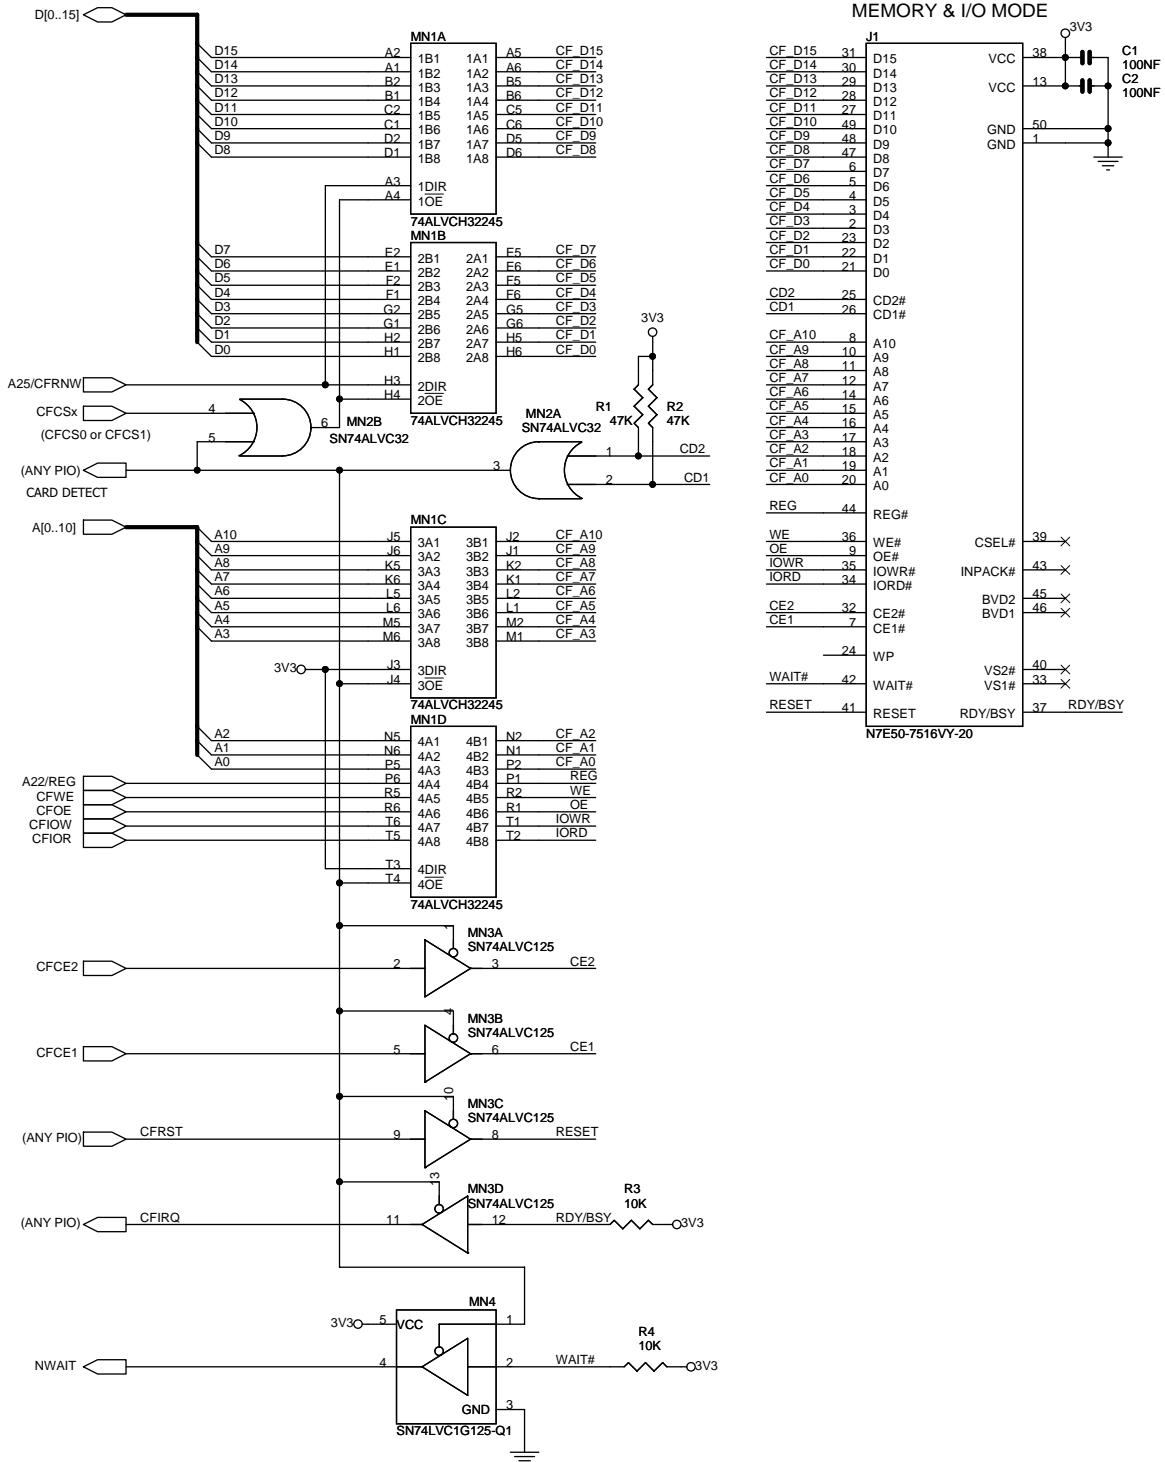 MEMORY & I/O MODE
D[0..15]
MN1A
D15 A2 1B1 1A1 A5 CF_D15
D14 A1 1B2 1A2 A6 CF_D14
D13 B2 1B3 1A3 B5 CF_D13
D12 B1 1B4 1A4 B6 CF_D12
D11 C2 1B5 1A5 C5 CF_D11
D10 C1 1B6 1A6 C6 CF_D10
D9 D2 1B7 1A7 D5 CF_D9
D8 D1 1B8 1A8 D6 CF_D8
A3 1DIR
A4 1OE
74ALVCH32245
MN1B
D7 E2 2B1 2A1 E5 CF_D7
D6 E1 2B2 2A2 E6 CF_D6
D5 F2 2B3 2A3 F5 CF_D5
D4 F1 2B4 2A4 F6 CF_D4
D3 G2 2B5 2A5 G5 CF_D3
D2 G1 2B6 2A6 G6 CF_D2
D1 H2 2B7 2A7 H5 CF_D1
D0 H1 2B8 2A8 H6 CF_D0
A25/CFRNW H3 2DIR
H4 2OE
74ALVCH32245
CFCSx 4
(CFCS0 or CFCS1) 5 6
MN2B
SN74ALVC32
3V3
R1
47K
R2
47K
MN2A
SN74ALVC32
1 CD2
2 CD1
3
(ANY PIO)
CARD DETECT
A[0..10]
MN1C
A10 J5 3A1 3B1 J2 CF_A10
A9 J6 3A2 3B2 J1 CF_A9
A8 K5 3A3 3B3 K2 CF_A8
A7 K6 3A4 3B4 K1 CF_A7
A6 L5 3A5 3B5 L2 CF_A6
A5 L6 3A6 3B6 L1 CF_A5
A4 M5 3A7 3B7 M2 CF_A4
A3 M6 3A8 3B8 M1 CF_A3
3V3 J3 3DIR
J4 3OE
74ALVCH32245
MN1D
A2 N5 4A1 4B1 N2 CF_A2
A1 N6 4A2 4B2 N1 CF_A1
A0 P5 4A3 4B3 P2 CF_A0
A22/REG P6 4A4 4B4 P1 REG
CFWE R5 4A5 4B5 R2 WE
CFOE R6 4A6 4B6 R1 OE
CFIOW T6 4A7 4B7 T1 IOWR
CFIOR T5 4A8 4B8 T2 IORD
T3 4DIR
T4 4OE
74ALVCH32245
1
MN3A
SN74ALVC125
CFCE2 2 3 CE2
4
MN3B
SN74ALVC125
CFCE1 5 6 CE1
10
MN3C
SN74ALVC125
(ANY PIO) CFRST 9 8 RESET
13
MN3D
SN74ALVC125
R3
10K
(ANY PIO) CFIRQ 11 12 RDY/BSY 3V3
MN4
3V3 5 VCC 1
R4
10K
NWAIT 4 2 WAIT# 3V3
GND 3
SN74LVC1G125-Q1
J1
3V3
CF_D15 31 D15 VCC 38
C1
100NF
CF_D14 30 D14
CF_D13 29 D13 VCC 13
C2
100NF
CF_D12 28 D12
CF_D11 27 D11
CF_D10 49 D10 GND 50
CF_D9 48 D9 GND 1
CF_D8 47 D8
CF_D7 6 D7
CF_D6 5 D6
CF_D5 4 D5
CF_D4 3 D4
CF_D3 2 D3
CF_D2 23 D2
CF_D1 22 D1
CF_D0 21 D0
CD2 25 CD2#
CD1 26 CD1#
CF_A10 8 A10
CF_A9 10 A9
CF_A8 11 A8
CF_A7 12 A7
CF_A6 14 A6
CF_A5 15 A5
CF_A4 16 A4
CF_A3 17 A3
CF_A2 18 A2
CF_A1 19 A1
CF_A0 20 A0
REG 44 REG#
WE 36 WE# CSEL# 39
OE 9 OE#
IOWR 35 IOWR# INPACK# 43
IORD 34 IORD#
BVD2 45
CE2 32 CE2# BVD1 46
CE1 7 CE1#
24 WP
VS2# 40
WAIT# 42 WAIT# VS1# 33
RESET 41 RESET RDY/BSY 37 RDY/BSY
N7E50-7516VY-20